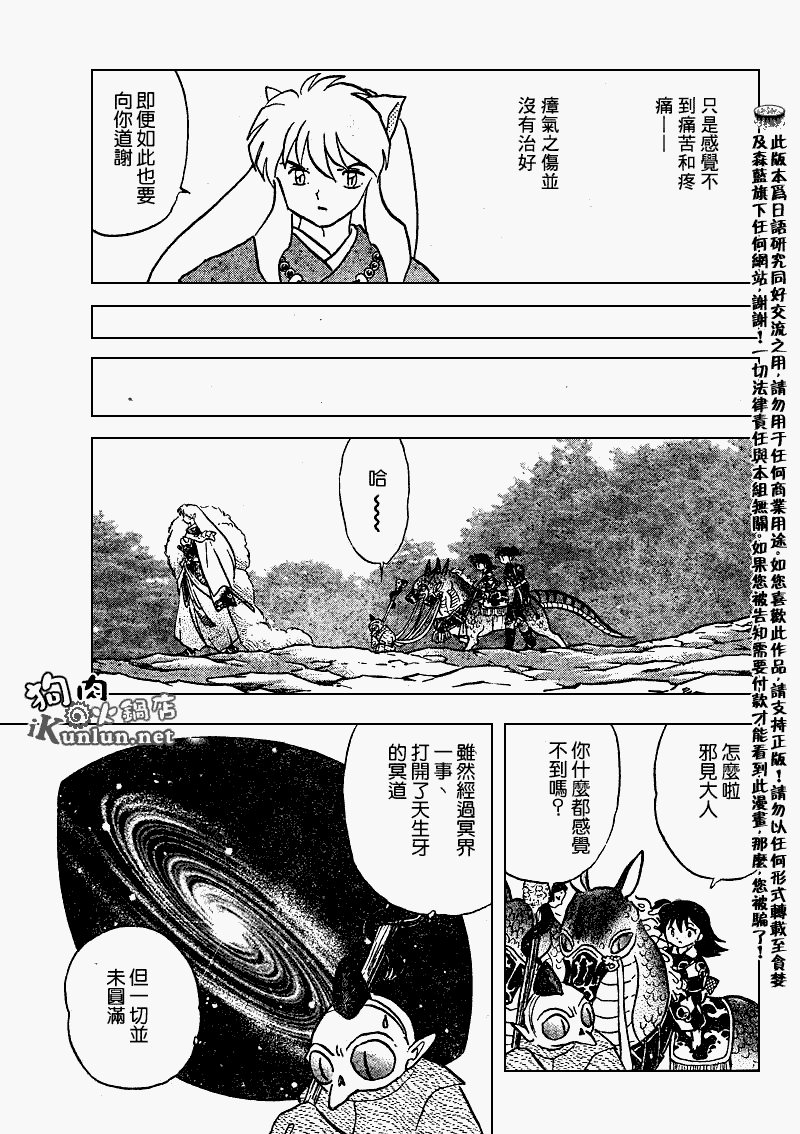 只是感覺不
到痛苦和疼
痛——
瘴氣之傷並
沒有治好
即便如此也要
向你道謝
哈~~
怎麼啦
邪見大人
你什麼都感覺
不到嗎?
雖然經過冥界
一事、
打開了天生牙
的冥道
但一切並
未圓滿
此版本爲日語研究同好交流之用,請勿用于任何商業用途。如您喜歡此作品,請支持正版!請勿以任何形式轉載至貪婪
及森藍旗下任何網站,謝謝!一切法律責任與本組無關。如果您被告知需要付款才能看到此漫畫,那麼,您被騙了!
狗肉火鍋店
iKunlun.net